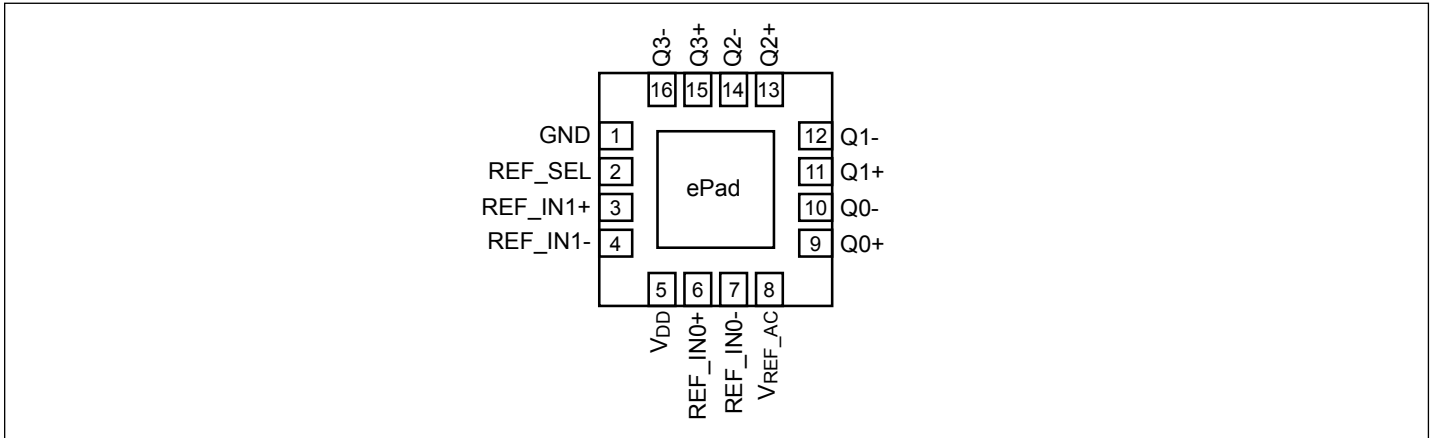 Q3-
Q3+
Q2-
Q2+
16
15
14
13
GND 1
12 Q1-
REF_SEL 2
11 Q1+
ePad
REF_IN1+ 3
10 Q0-
REF_IN1- 4
9 Q0+
5
6
7
8
VDD
REF_IN0+
REF_IN0-
VREF_AC